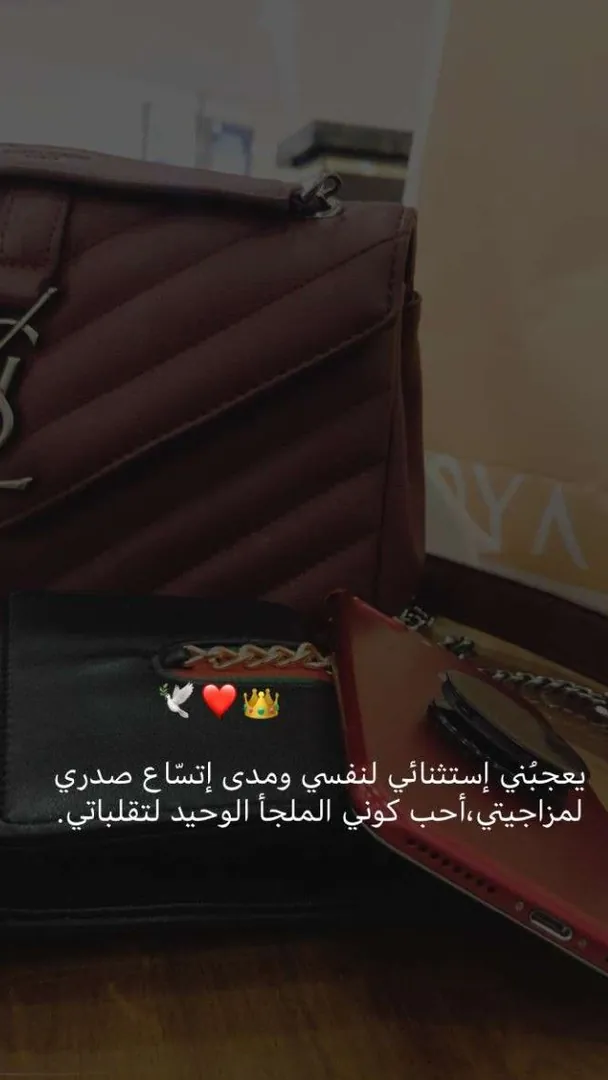 👑❤️🕊️
يعجبُني إستثنائي لنفسي ومدى إتسّاع صدري
لمزاجيتي،أحب كوني الملجأ الوحيد لتقلباتي.